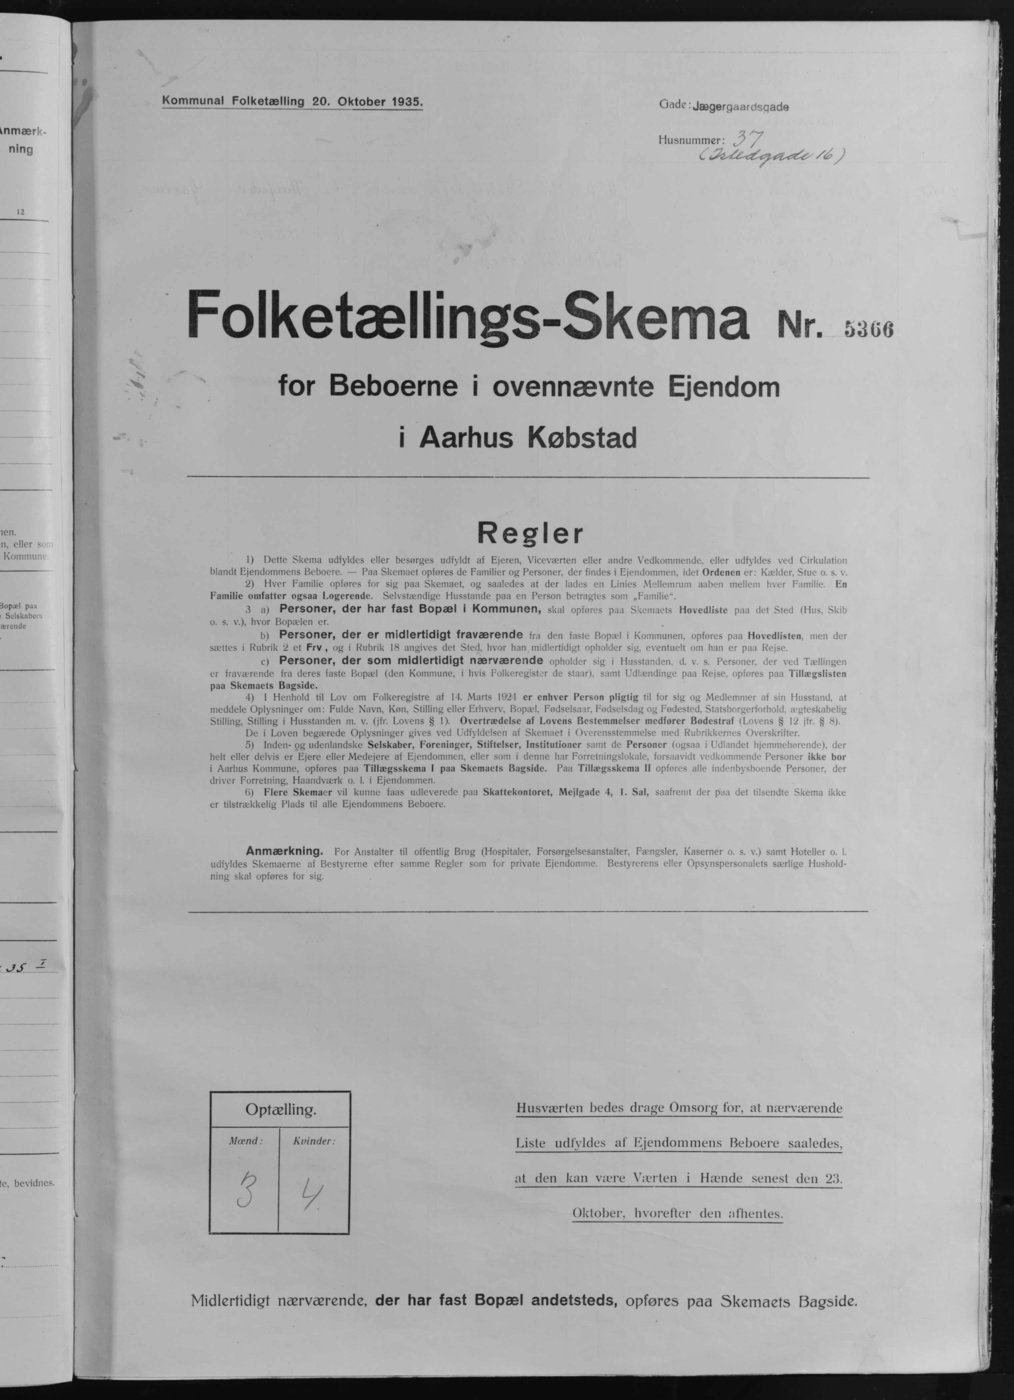 Anmærk-
ning
12
nen.
n, eller som
Kommune.
Bopæl paa
Selskabers
ærende
35 I
te, bevidnes.
Kommunal Folketælling 20. Oktober 1935.
Gade: Jægergaardsgade
Husnummer: 37
(Istedgade 16)
Folketællings-Skema Nr. 5366
for Beboerne i ovennævnte Ejendom
i Aarhus Købstad
Regler
1) Dette Skema udfyldes eller besørges udfyldt af Ejeren, Viceværten eller andre Vedkommende, eller udfyldes ved Cirkulation
blandt Ejendommens Beboere. — Paa Skemaet opføres de Familier og Personer, der findes i Ejendommen, idet Ordenen er: Kælder, Stue o. s. v.
2) Hver Familie opføres for sig paa Skemaet, og saaledes at der lades en Linies Mellemrum aaben mellem hver Familie. En
Familie omfatter ogsaa Logerende. Selvstændige Husstande paa en Person betragtes som „Familie“.
3 a) Personer, der har fast Bopæl i Kommunen, skal opføres paa Skemaets Hovedliste paa det Sted (Hus, Skib
o. s. v.), hvor Bopælen er.
b) Personer, der er midlertidigt fraværende fra den faste Bopæl i Kommunen, opføres paa Hovedlisten, men der
sættes i Rubrik 2 et Frv, og i Rubrik 18 angives det Sted, hvor han midlertidigt opholder sig, eventuelt om han er paa Rejse.
c) Personer, der som midlertidigt nærværende opholder sig i Husstanden, d. v. s. Personer, der ved Tællingen
er fraværende fra deres faste Bopæl (den Kommune, i hvis Folkeregister de staar), samt Udlændinge paa Rejse, opføres paa Tillægslisten
paa Skemaets Bagside.
4) I Henhold til Lov om Folkeregistre af 14. Marts 1924 er enhver Person pligtig til for sig og Medlemmer af sin Husstand, at
meddele Oplysninger om: Fulde Navn, Køn, Stilling eller Erhverv, Bopæl, Fødselsaar, Fødselsdag og Fødested, Statsborgerforhold, ægteskabelig
Stilling, Stilling i Husstanden m. v. (jfr. Lovens § 1). Overtrædelse af Lovens Bestemmelser medfører Bødestraf (Lovens § 12 jfr. § 8).
De i Loven begærede Oplysninger gives ved Udfyldelsen af Skemaet i Overensstemmelse med Rubrikkernes Overskrifter.
5) Inden- og udenlandske Selskaber, Foreninger, Stiftelser, Institutioner samt de Personer (ogsaa i Udlandet hjemmehørende), der
helt eller delvis er Ejere eller Medejere af Ejendommen, eller som i denne har Forretningslokale, forsaavidt vedkommende Personer ikke bor
i Aarhus Kommune, opføres paa Tillægsskema I paa Skemaets Bagside. Paa Tillægsskema II opføres alle indenbysboende Personer, der
driver Forretning, Haandværk o. l. i Ejendommen.
6) Flere Skemaer vil kunne faas udleverede paa Skattekontoret, Mejlgade 4, 1. Sal, saafremt der paa det tilsendte Skema ikke
er tilstrækkelig Plads til alle Ejendommens Beboere.
Anmærkning. For Anstalter til offentlig Brug (Hospitaler, Forsørgelsesanstalter, Fængsler, Kaserner o. s. v.) samt Hoteller o. l.
udfyldes Skemaerne af Bestyrerne efter samme Regler som for private Ejendomme. Bestyrerens eller Opsynspersonalets særlige Hushold-
ning skal opføres for sig.
Optælling.
Mænd: Kvinder:
3 4
Husværten bedes drage Omsorg for, at nærværende
Liste udfyldes af Ejendommens Beboere saaledes,
at den kan være Værten i Hænde senest den 23.
Oktober, hvorefter den afhentes.
Midlertidigt nærværende, der har fast Bopæl andetsteds, opføres paa Skemaets Bagside.